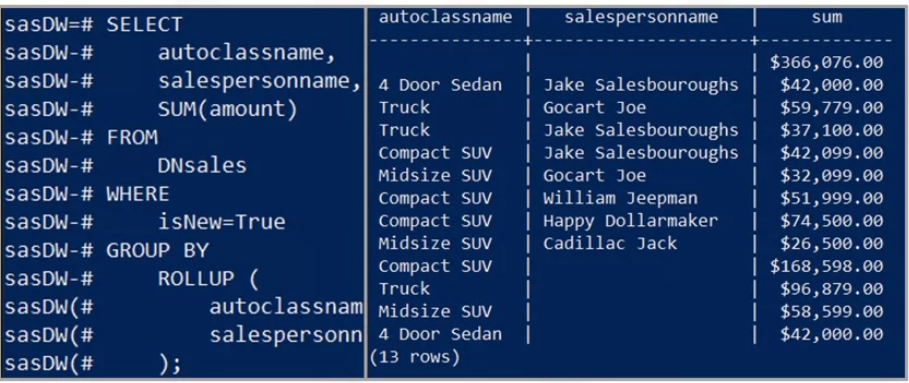 sasDW=# SELECT
sasDW-#     autoclassname,
sasDW-#     salespersonname,
sasDW-#     SUM(amount)
sasDW-# FROM
sasDW-#     DNsales
sasDW-# WHERE
sasDW-#     isNew=True
sasDW-# GROUP BY
sasDW-#     ROLLUP (
sasDW(#         autoclassnam
sasDW(#         salespersonn
sasDW(#     );
autoclassname | salespersonname | sum
--------------+---------------------+-------------
| | $366,076.00
4 Door Sedan | Jake Salesbouroughs | $42,000.00
Truck | Gocart Joe | $59,779.00
Truck | Jake Salesbouroughs | $37,100.00
Compact SUV | Jake Salesbouroughs | $42,099.00
Midsize SUV | Gocart Joe | $32,099.00
Compact SUV | William Jeepman | $51,999.00
Compact SUV | Happy Dollarmaker | $74,500.00
Midsize SUV | Cadillac Jack | $26,500.00
Compact SUV | | $168,598.00
Truck | | $96,879.00
Midsize SUV | | $58,599.00
4 Door Sedan | | $42,000.00
(13 rows)